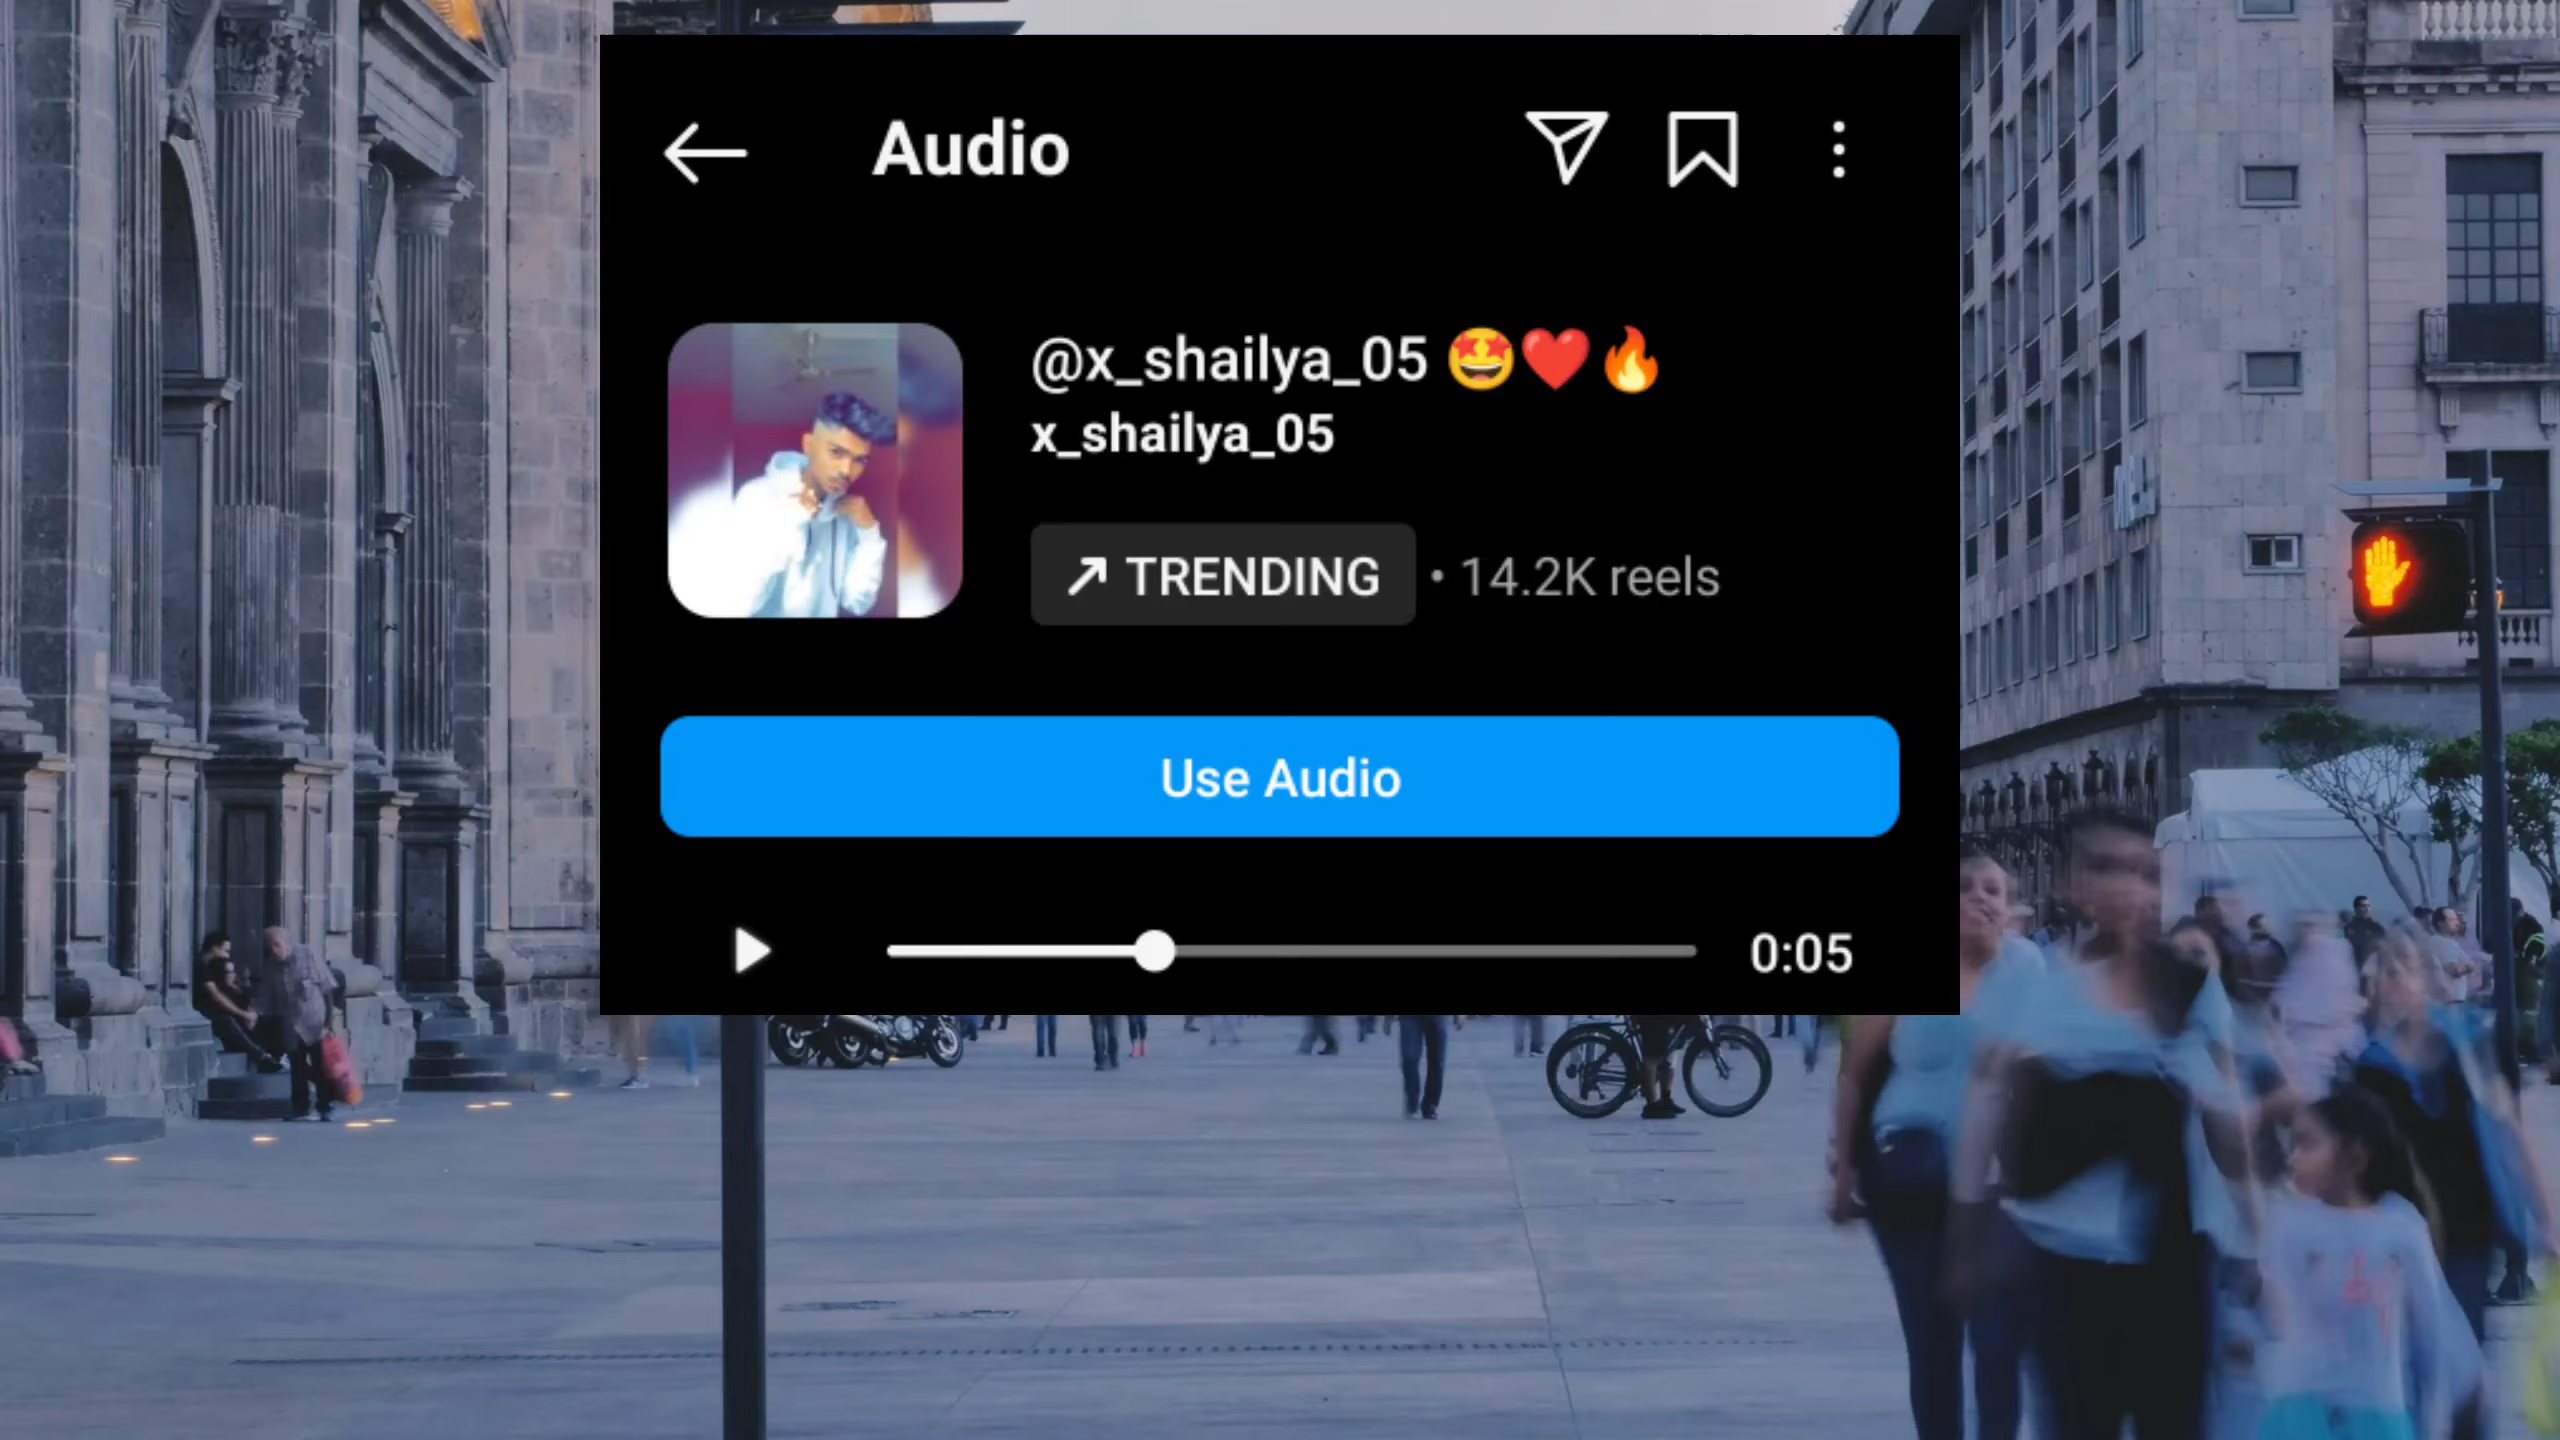 Audio
@x_shailya_05 🤩❤️🔥
x_shailya_05
↗ TRENDING • 14.2K reels
Use Audio
0:05